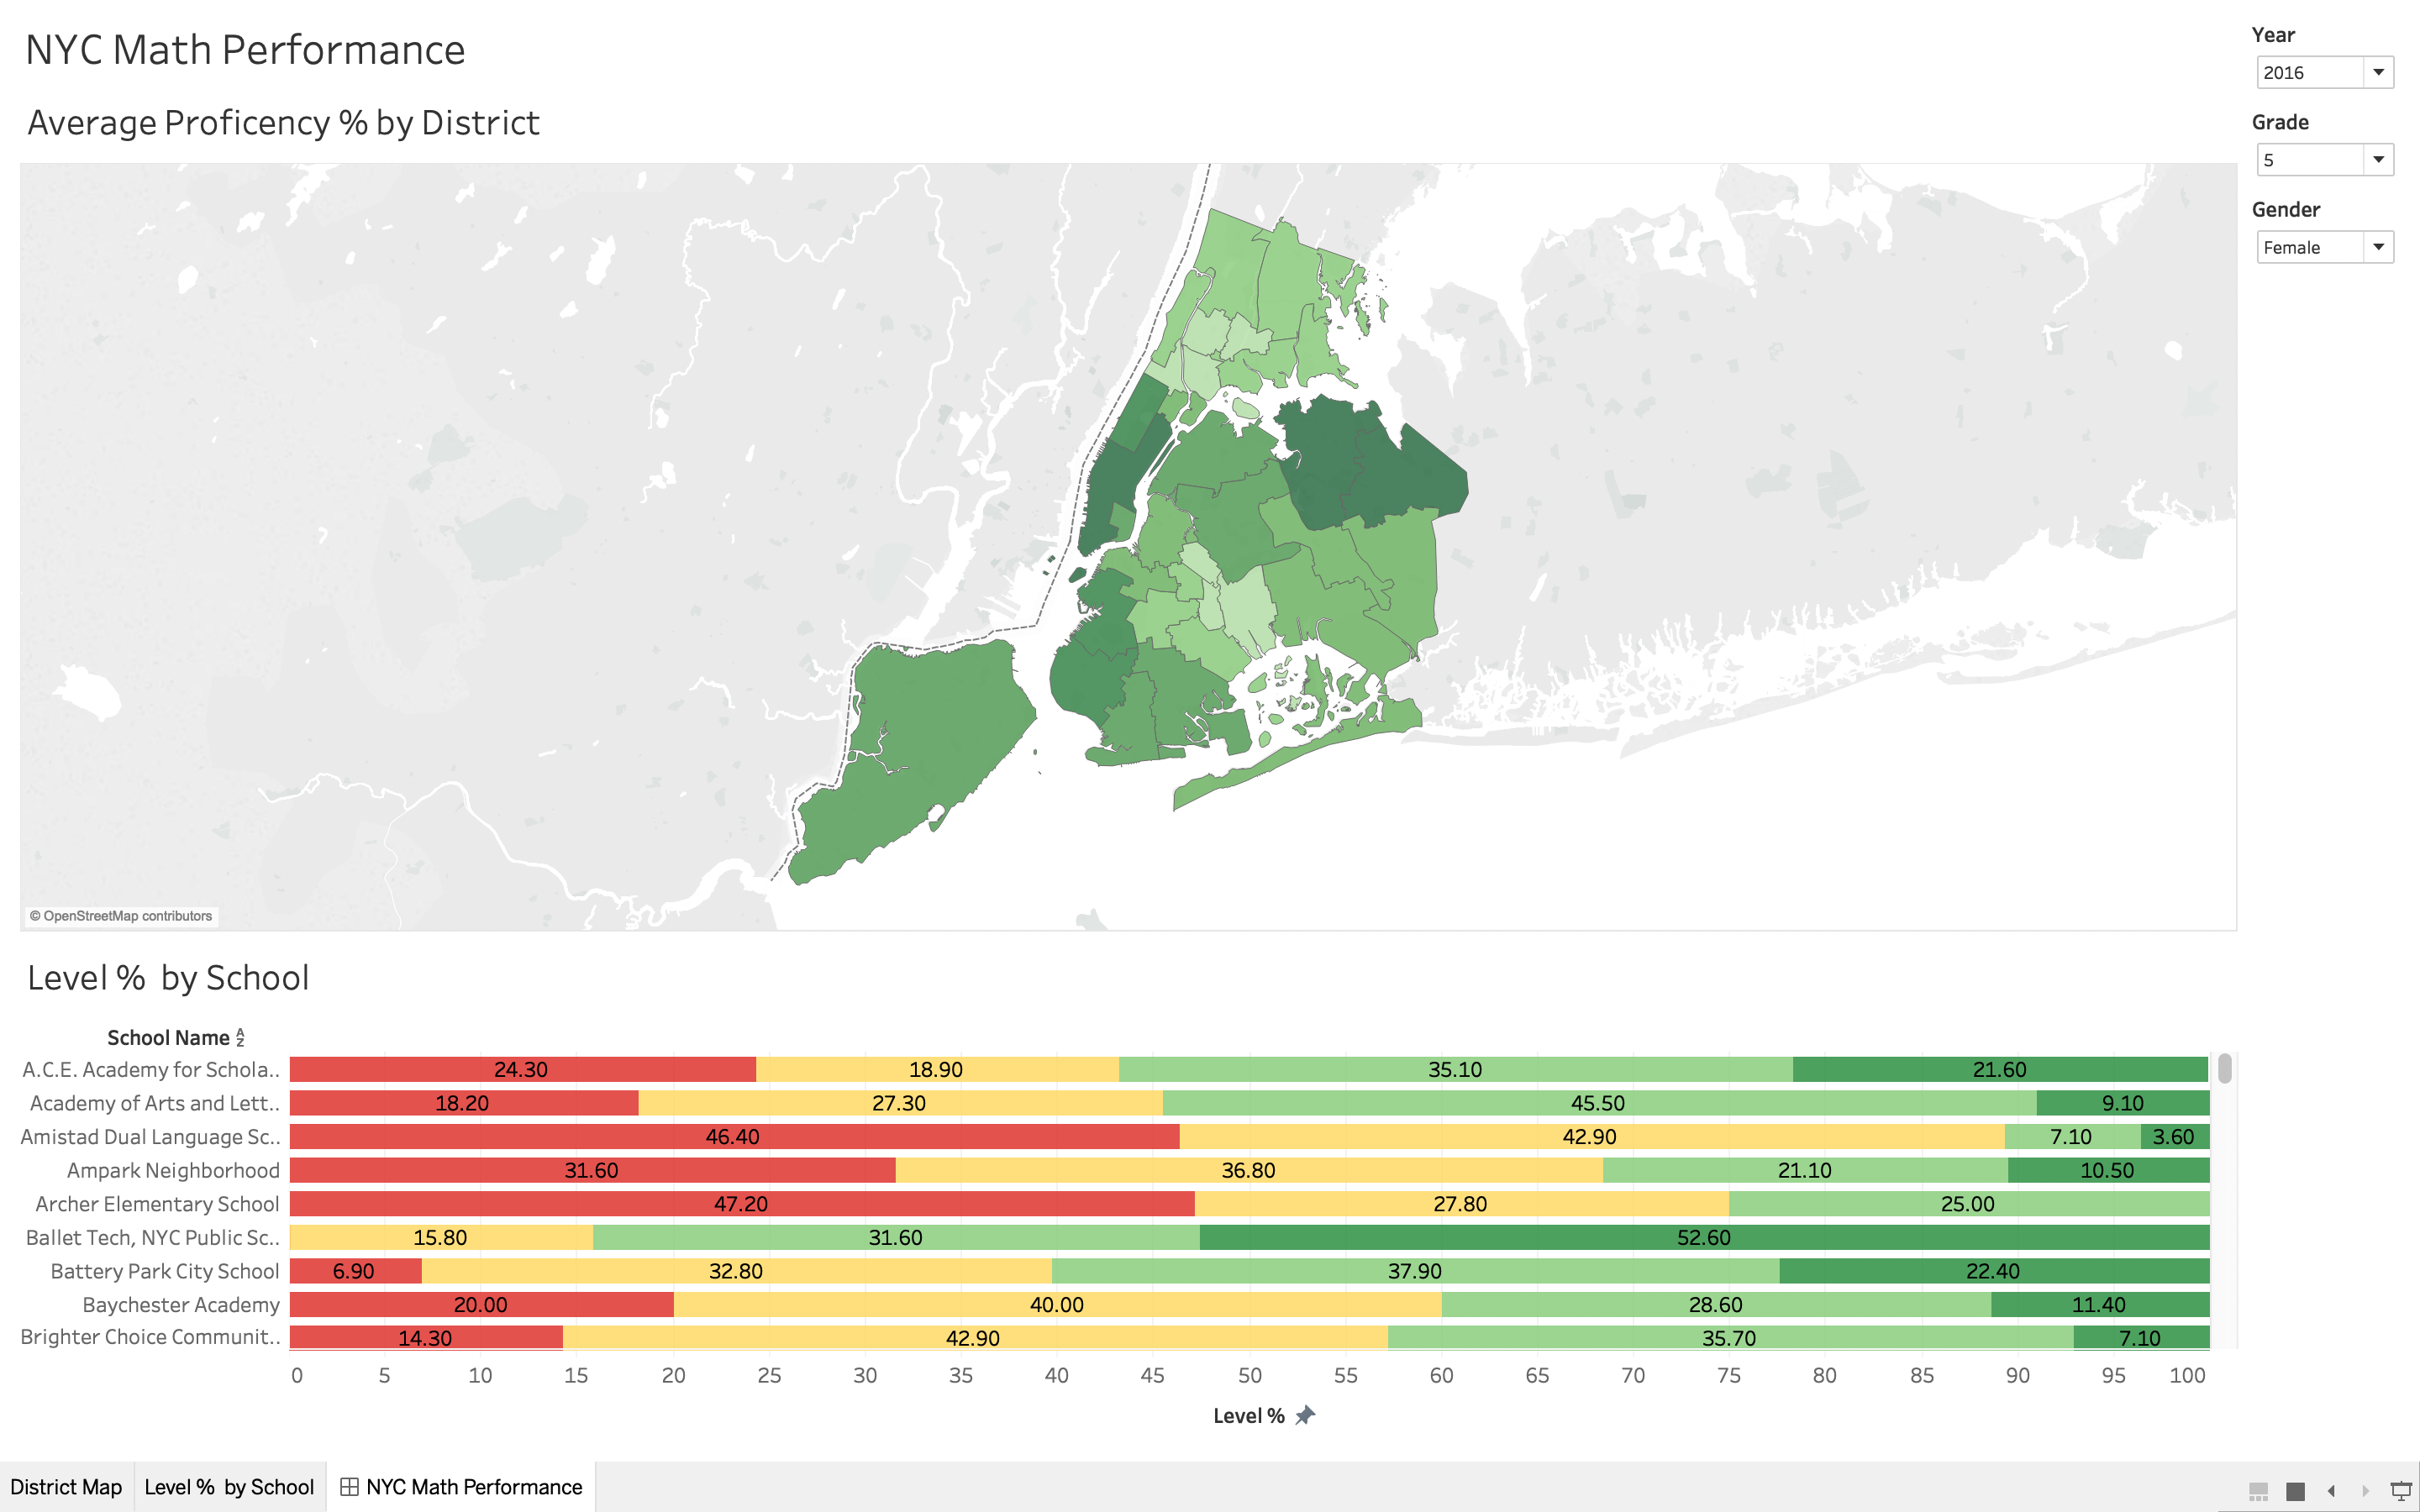 NYC Math Performance
Year
2016
Average Proficency % by District
Grade
5
Gender
Female
© OpenStreetMap contributors
Level % by School
School Name
A.C.E. Academy for Schola.. 24.30 18.90 35.10 21.60
Academy of Arts and Lett.. 18.20 27.30 45.50 9.10
Amistad Dual Language Sc.. 46.40 42.90 7.10 3.60
Ampark Neighborhood 31.60 36.80 21.10 10.50
Archer Elementary School 47.20 27.80 25.00
Ballet Tech, NYC Public Sc.. 15.80 31.60 52.60
Battery Park City School 6.90 32.80 37.90 22.40
Baychester Academy 20.00 40.00 28.60 11.40
Brighter Choice Communit.. 14.30 42.90 35.70 7.10
0 5 10 15 20 25 30 35 40 45 50 55 60 65 70 75 80 85 90 95 100
Level %
District Map Level % by School NYC Math Performance